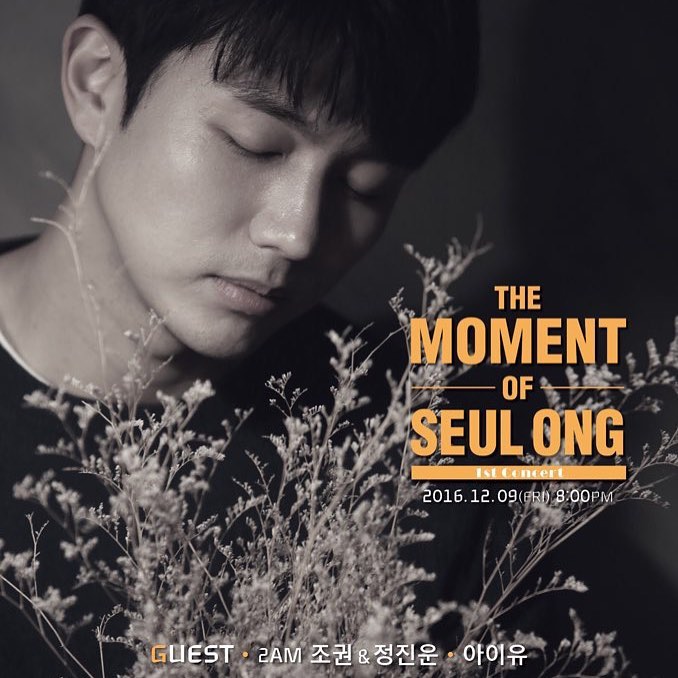 THE
MOMENT
OF
SEUL ONG
1st Concert
2016.12.09(FRI) 8:00PM
GUEST · 2AM 조권 & 정진운 · 아이유